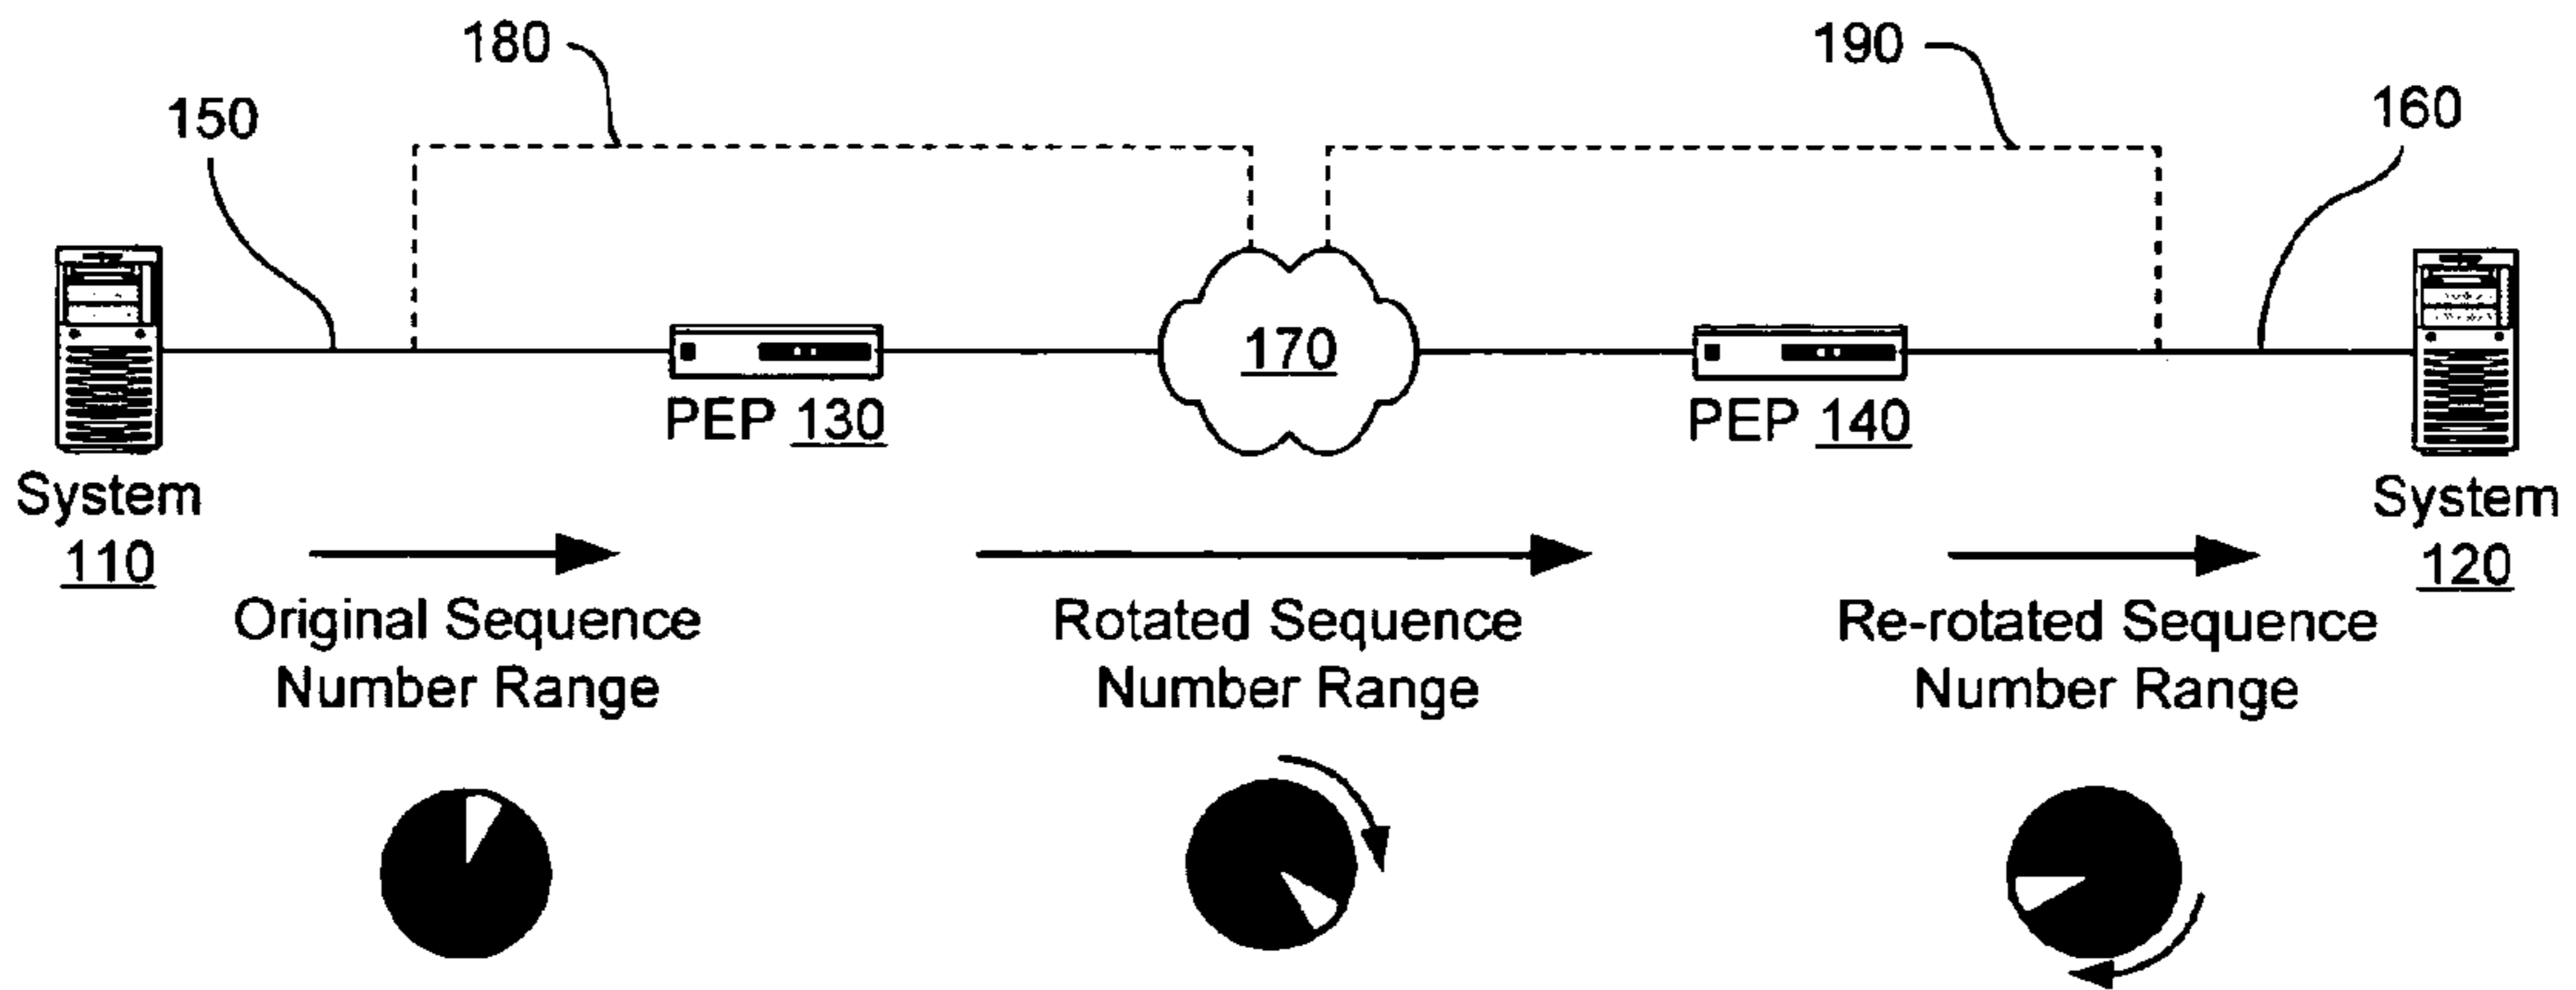 180
190
150
160
170
PEP 130
PEP 140
System
110
System
120
Original Sequence
Number Range
Rotated Sequence
Number Range
Re-rotated Sequence
Number Range